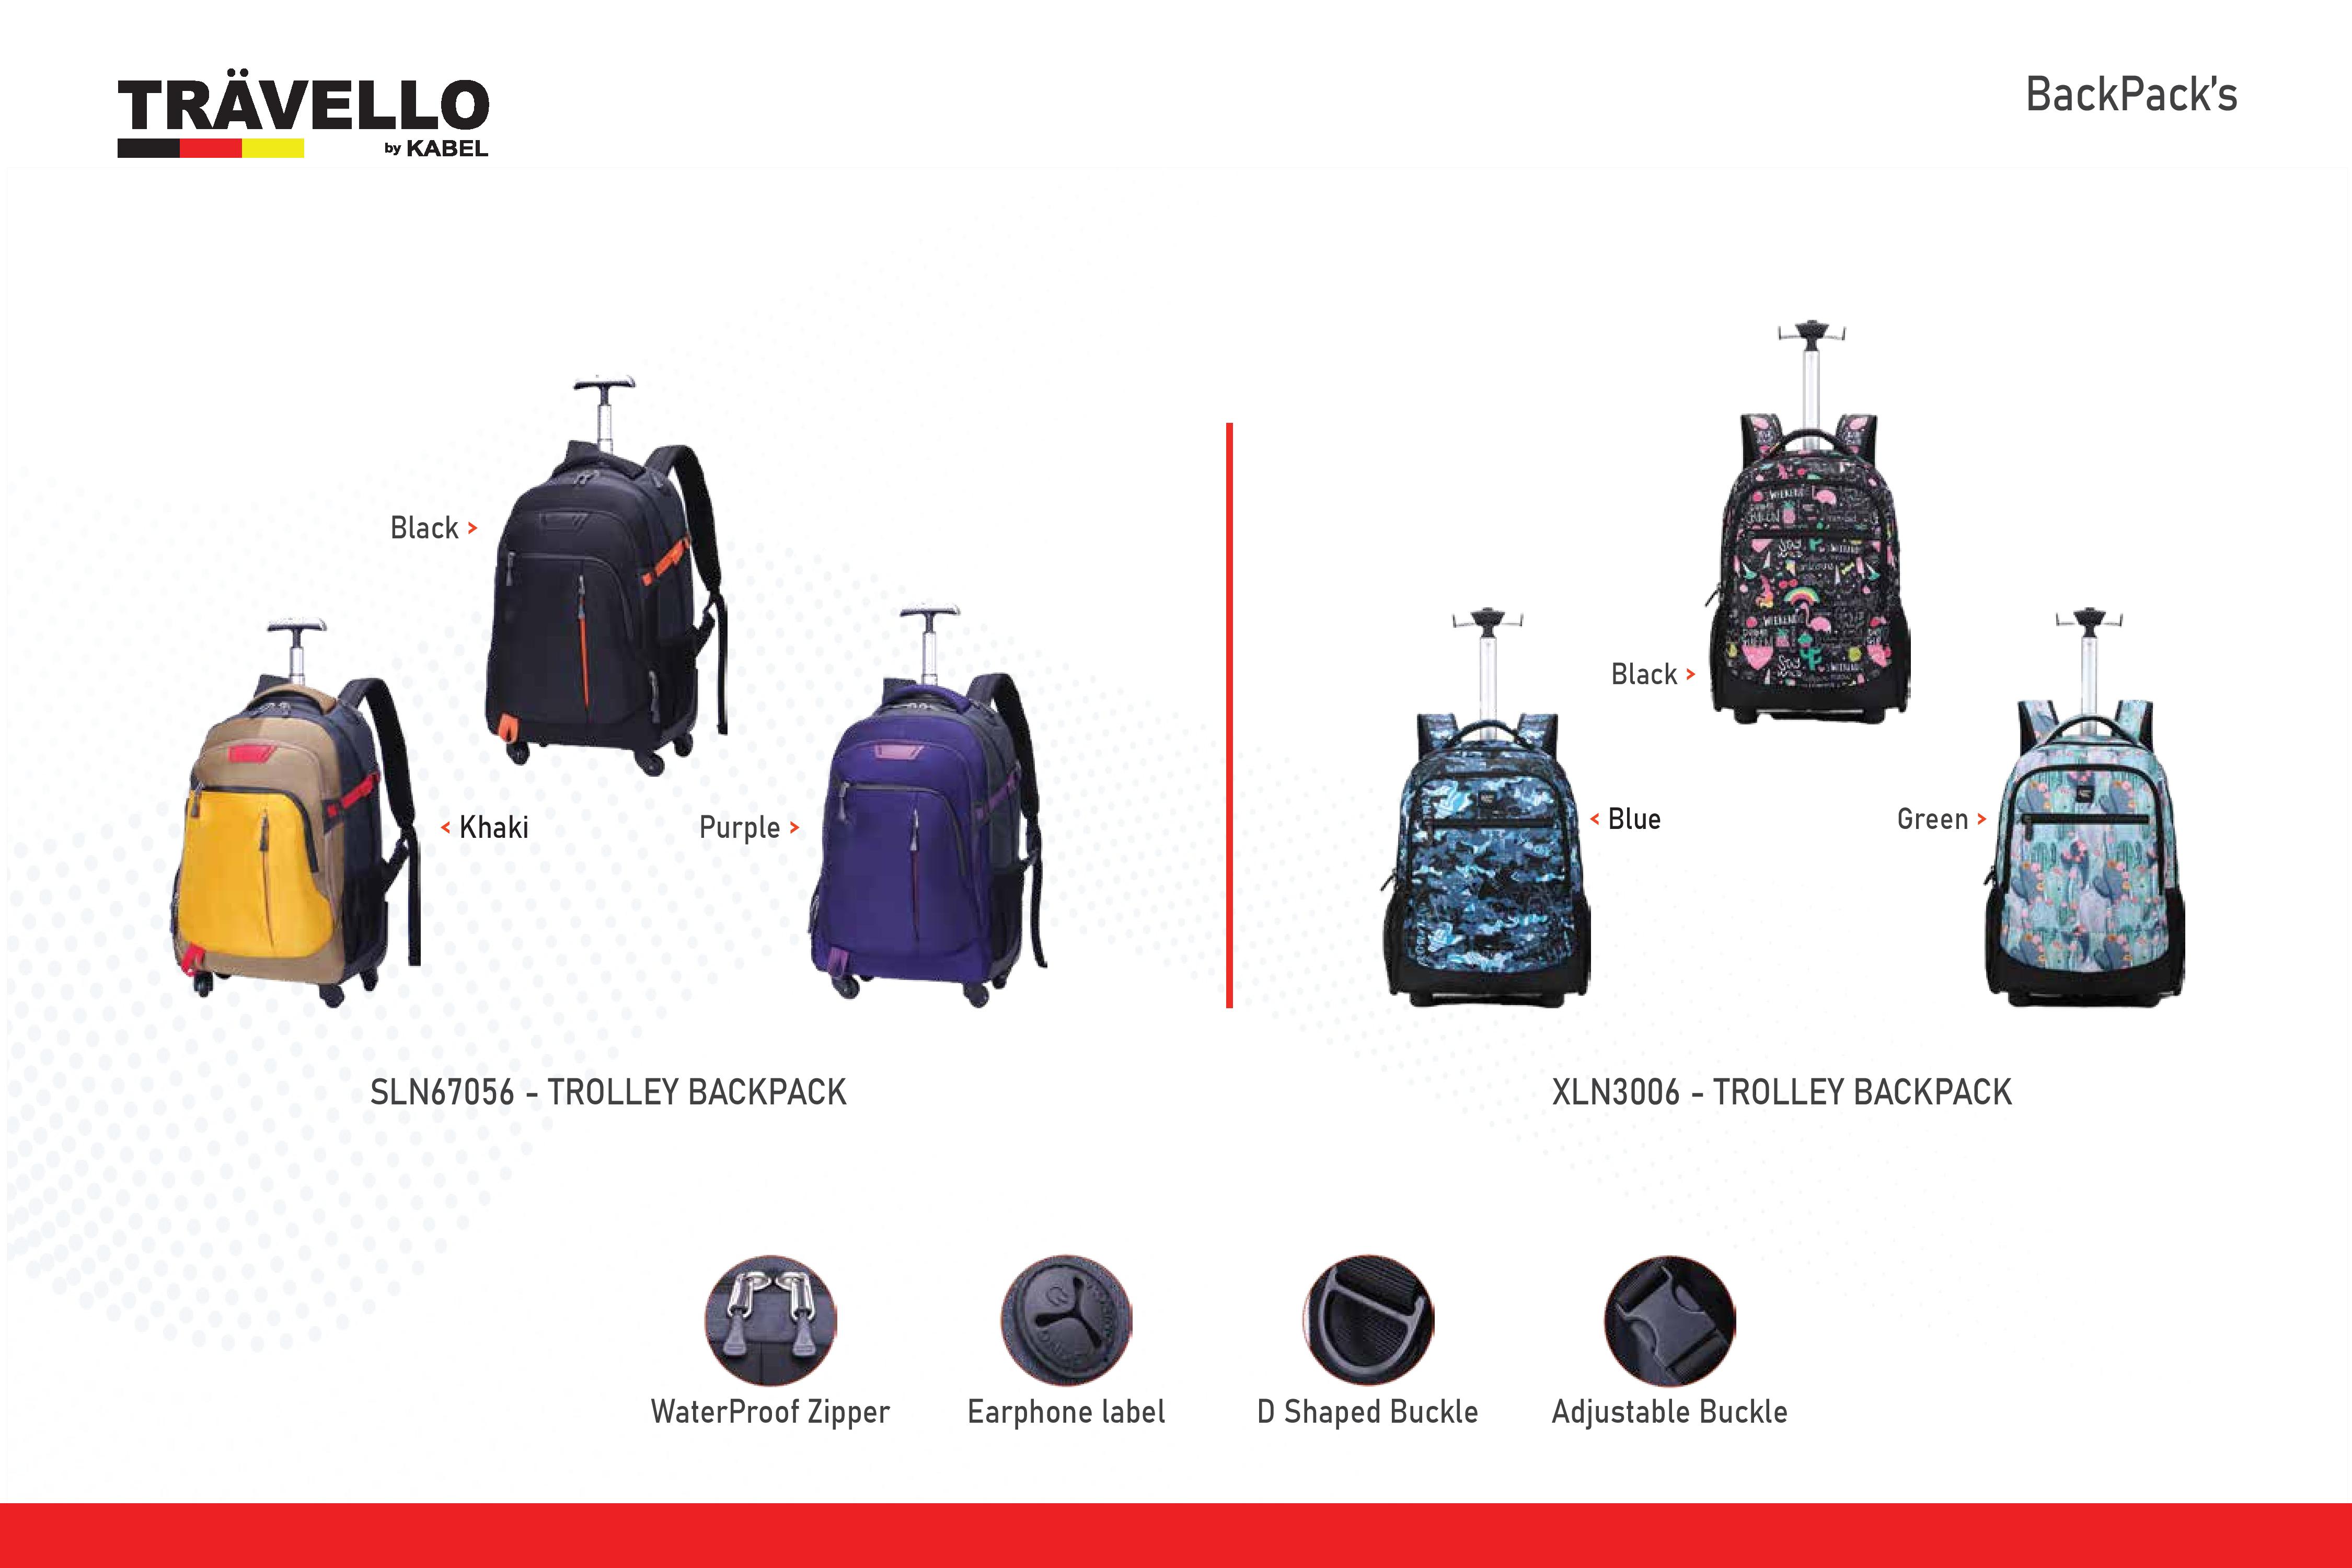 TRÄVELLO
by KABEL
BackPack's
Black >
< Khaki
Purple >
Black >
< Blue
Green >
SLN67056 - TROLLEY BACKPACK
XLN3006 - TROLLEY BACKPACK
WaterProof Zipper
Earphone label
D Shaped Buckle
Adjustable Buckle